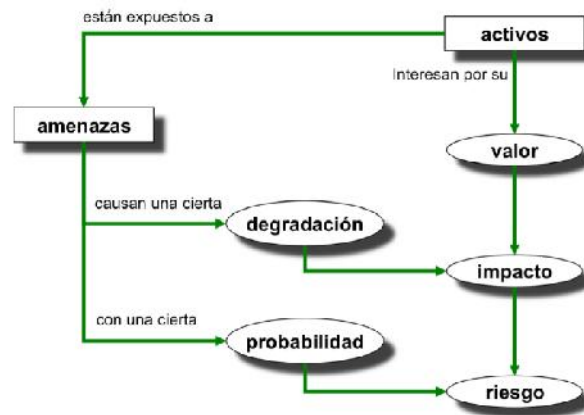 están expuestos a
activos
Interesan por su
amenazas
valor
causan una cierta
degradación
impacto
con una cierta
probabilidad
riesgo